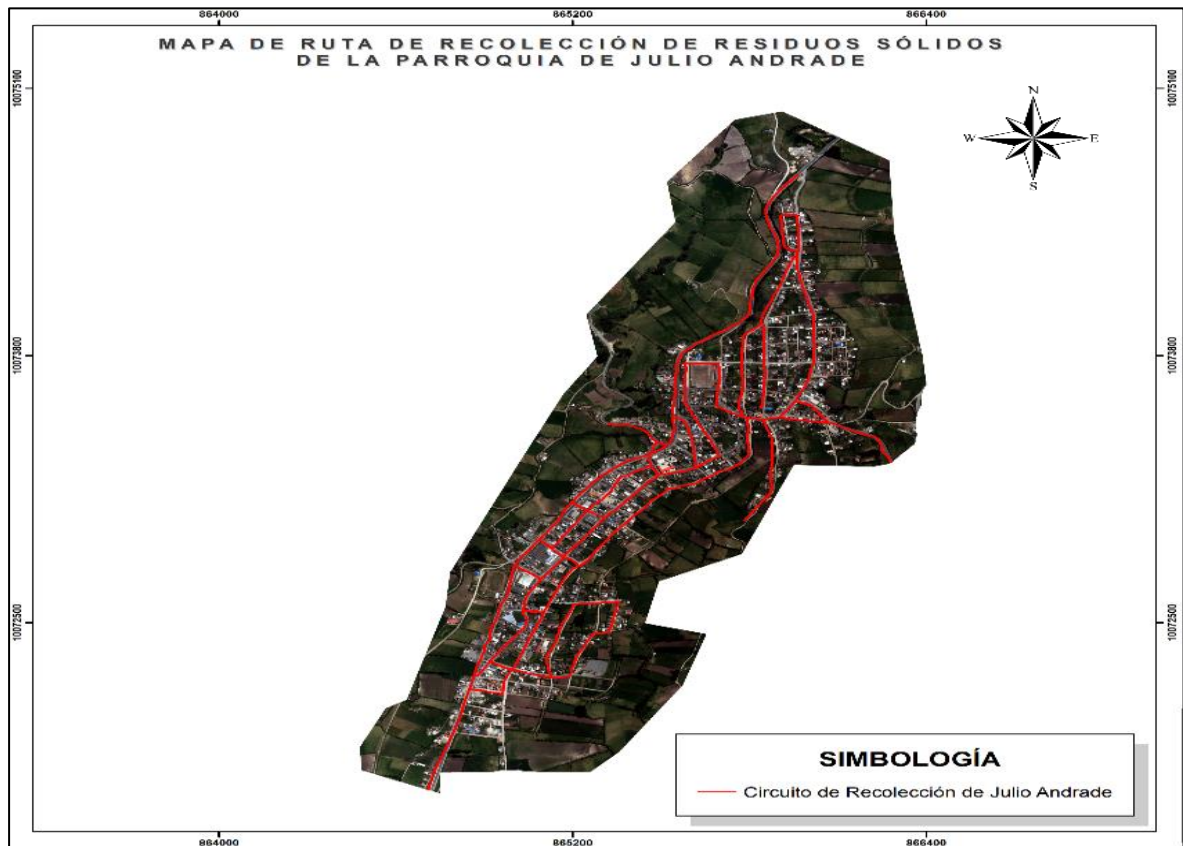 864000 865200 866400
MAPA DE RUTA DE RECOLECCIÓN DE RESIDUOS SÓLIDOS
DE LA PARROQUIA DE JULIO ANDRADE
10075100 10075100
N
W E
S
10073800 10073800
10072500 10072500
SIMBOLOGÍA
Circuito de Recolección de Julio Andrade
864000 865200 866400